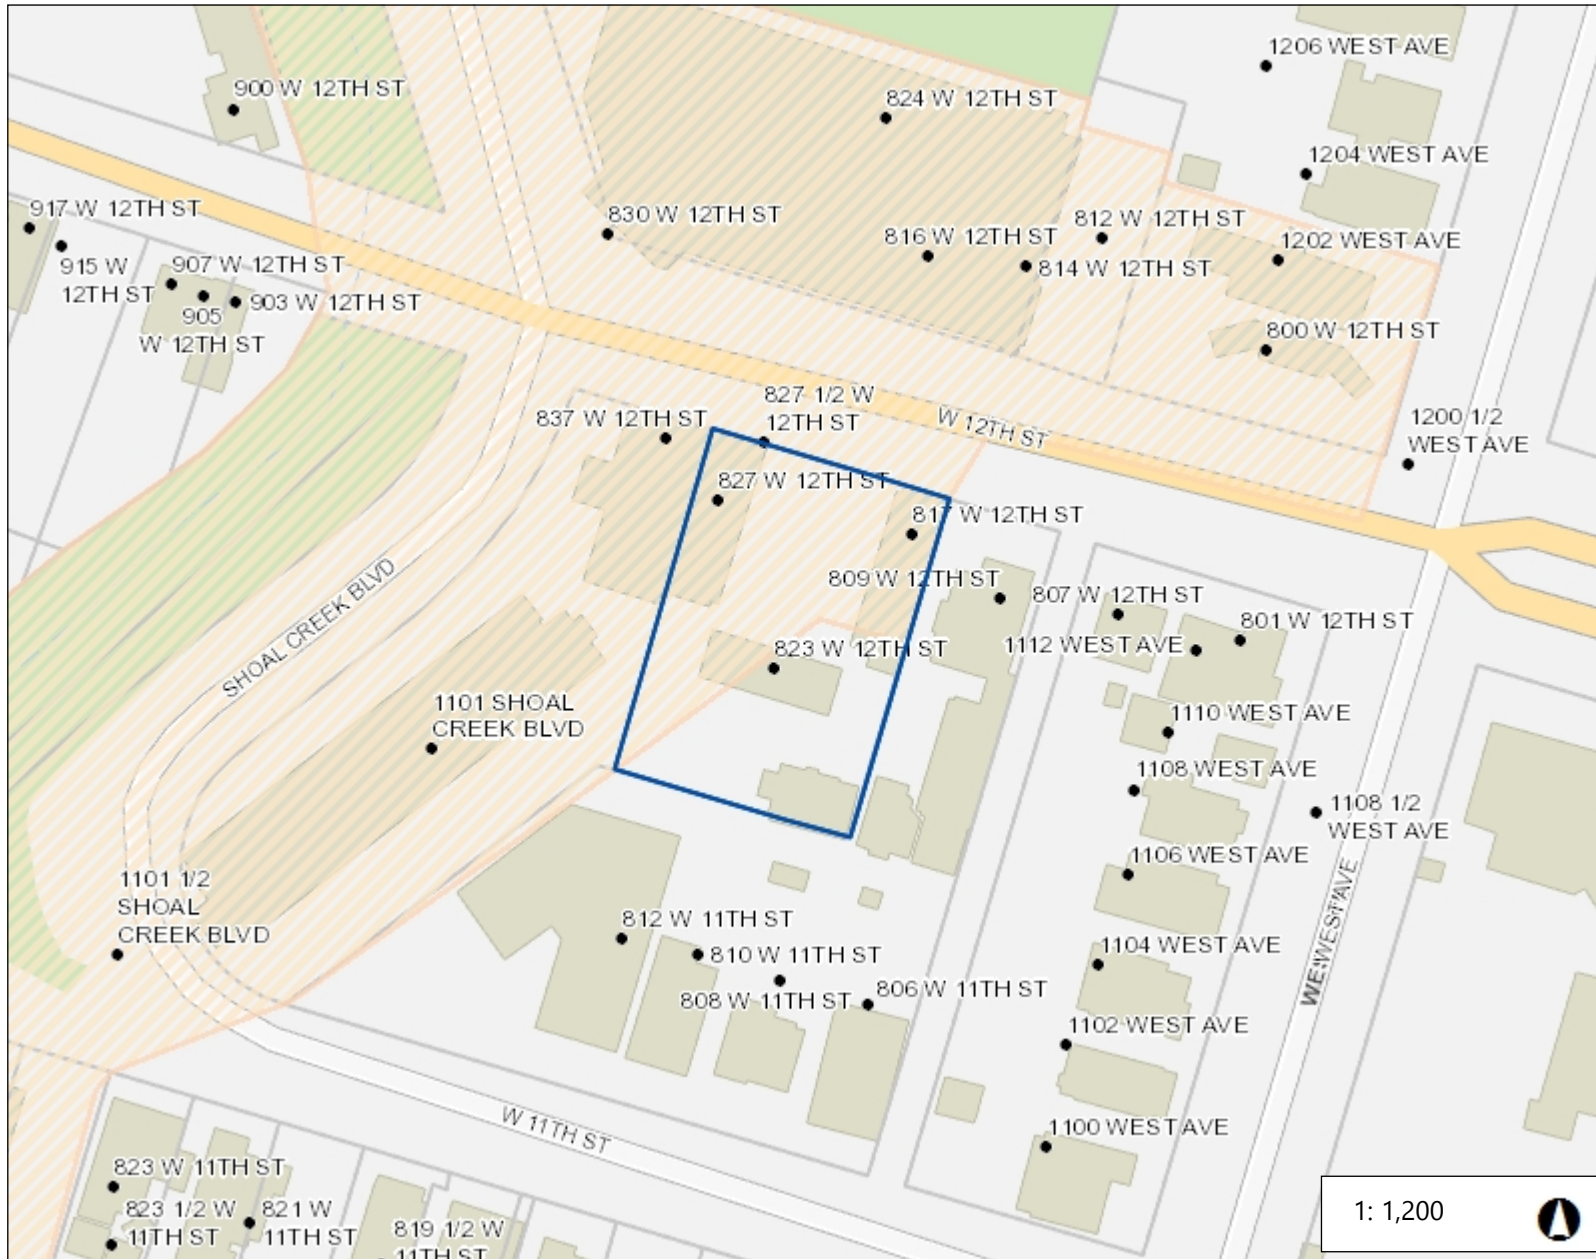 1206 WEST AVE
900 W 12TH ST
824 W 12TH ST
1204 WEST AVE
917 W 12TH ST
830 W 12TH ST
812 W 12TH ST
816 W 12TH ST
1202 WEST AVE
915 W
12TH ST
907 W 12TH ST
814 W 12TH ST
903 W 12TH ST
905
W 12TH ST
800 W 12TH ST
827 1/2 W
12TH ST
837 W 12TH ST
W 12TH ST
1200 1/2
WEST AVE
827 W 12TH ST
817 W 12TH ST
809 W 12TH ST
807 W 12TH ST
801 W 12TH ST
1112 WEST AVE
SHOAL CREEK BLVD
823 W 12TH ST
1101 SHOAL
CREEK BLVD
1110 WEST AVE
1108 WEST AVE
1108 1/2
WEST AVE
1106 WEST AVE
1101 1/2
SHOAL
CREEK BLVD
812 W 11TH ST
810 W 11TH ST
808 W 11TH ST
806 W 11TH ST
1104 WEST AVE
WEST AVE
1102 WEST AVE
W 11TH ST
1100 WEST AVE
823 W 11TH ST
823 1/2 W
11TH ST
821 W
11TH ST
819 1/2 W
11TH ST
1: 1,200